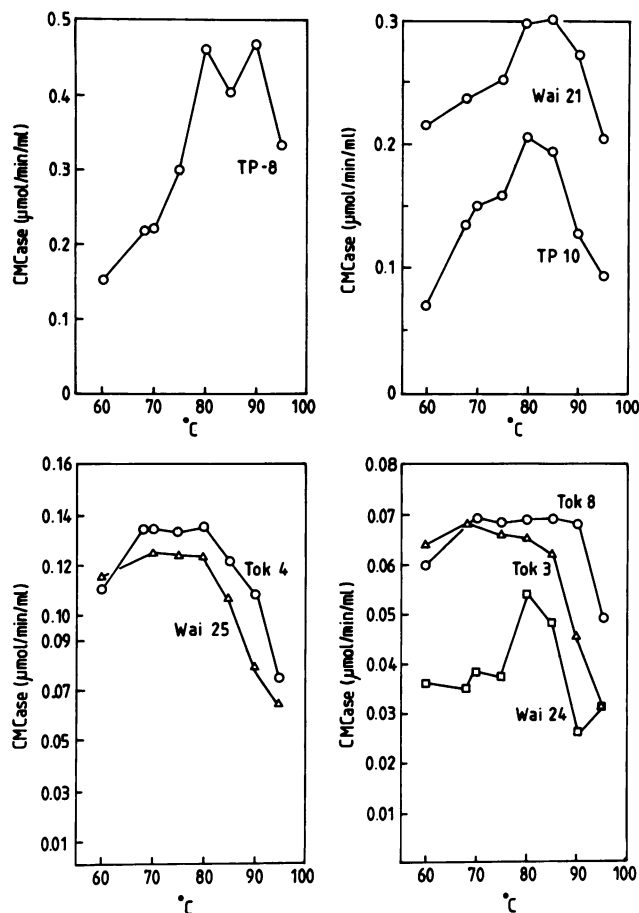 0.5
0.4
0.3
0.2
0.1
0
CMCase (µmol/min/ml)
TP-8
60 70 80 90 100
°C
0.3
0.2
0.1
0
CMCase (µmol/min/ml)
Wai 21
TP 10
60 70 80 90 100
°C
0.16
0.14
0.12
0.10
0.09
0.07
0.05
0.03
0.01
CMCase (µmol/min/ml)
Tok 4
Wai 25
60 70 80 90 100
°C
0.08
0.07
0.06
0.05
0.04
0.03
0.02
0.01
CMCase (µmol/min/ml)
Tok 8
Tok 3
Wai 24
60 70 80 90 100
°C